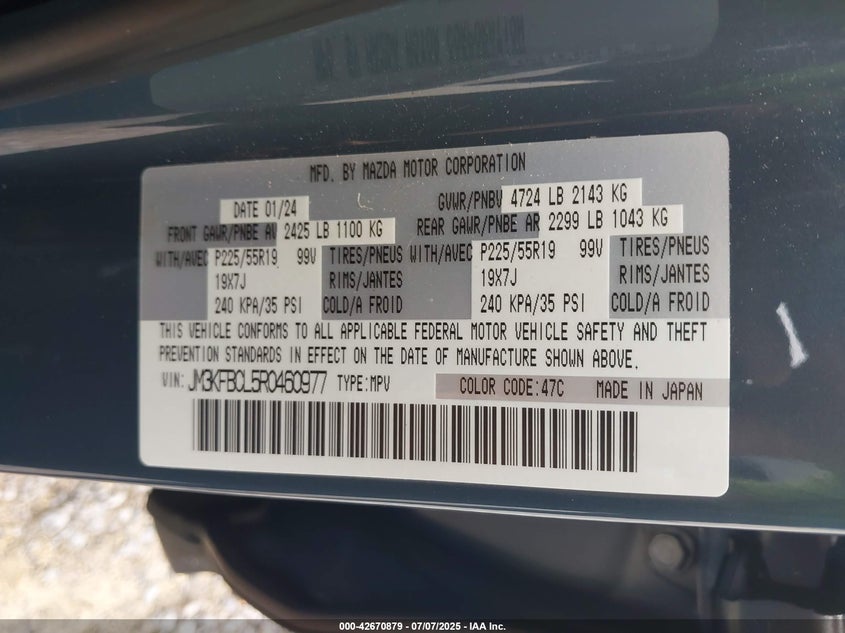 MFD. BY MAZDA MOTOR CORPORATION
DATE 01/24 GVWR/PNBV 4724 LB 2143 KG
FRONT GAWR/PNBE AV 2425 LB 1100 KG REAR GAWR/PNBE AR 2299 LB 1043 KG
WITH/AVEC P225/55R19 99V TIRES/PNEUS WITH/AVEC P225/55R19 99V TIRES/PNEUS
19X7J RIMS/JANTES 19X7J RIMS/JANTES
240 KPA/35 PSI COLD/A FROID 240 KPA/35 PSI COLD/A FROID
THIS VEHICLE CONFORMS TO ALL APPLICABLE FEDERAL MOTOR VEHICLE SAFETY AND THEFT
PREVENTION STANDARDS IN EFFECT ON THE DATE OF MANUFACTURE SHOWN ABOVE.
VIN: JM3KFBCL5R0460977 TYPE:MPV COLOR CODE:47C MADE IN JAPAN
000-42670879 - 07/07/2025 - IAA Inc.